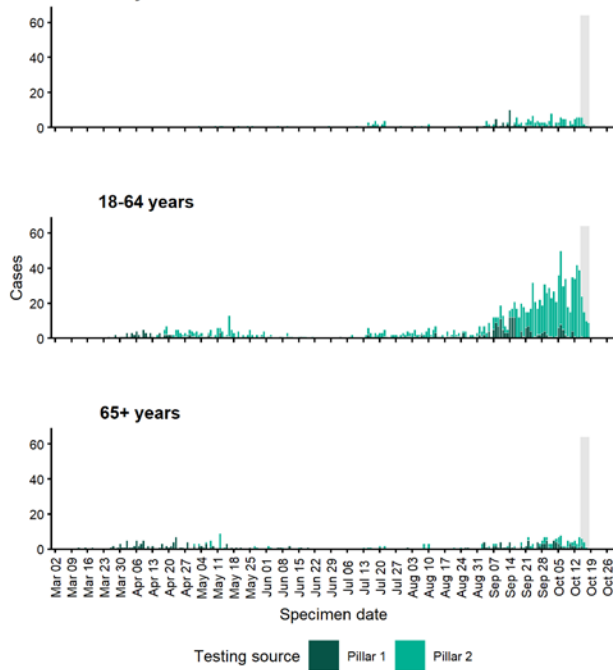 60
40
20
0
18-64 years
60
40
20
0
Cases
65+ years
60
40
20
0
Mar 02
Mar 09
Mar 16
Mar 23
Mar 30
Apr 06
Apr 13
Apr 20
Apr 27
May 04
May 11
May 18
May 25
Jun 01
Jun 08
Jun 15
Jun 22
Jun 29
Jul 06
Jul 13
Jul 20
Jul 27
Aug 03
Aug 10
Aug 17
Aug 24
Aug 31
Sep 07
Sep 14
Sep 21
Sep 28
Oct 05
Oct 12
Oct 19
Oct 26
Specimen date
Testing source Pillar 1 Pillar 2